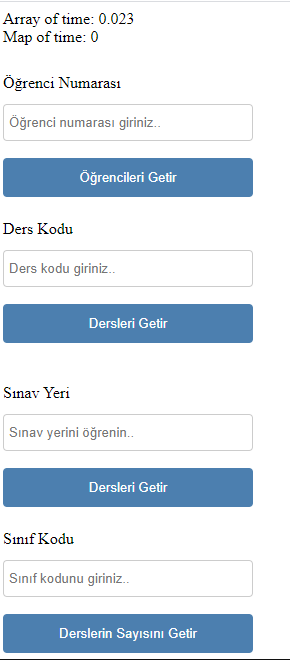 Array of time: 0.023
Map of time: 0
Öğrenci Numarası
Öğrenci numarası giriniz..
Öğrencileri Getir
Ders Kodu
Ders kodu giriniz..
Dersleri Getir
Sınav Yeri
Sınav yerini öğrenin..
Dersleri Getir
Sınıf Kodu
Sınıf kodunu giriniz..
Derslerin Sayısını Getir